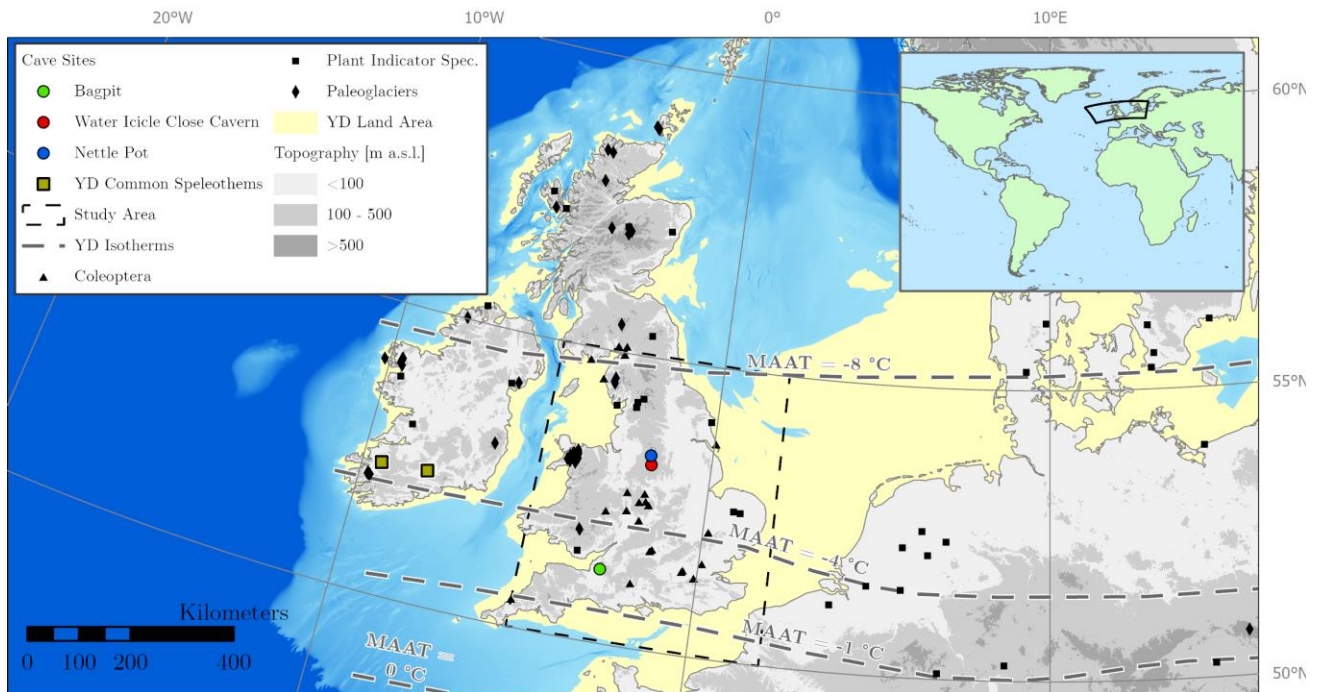 20°W
10°W
0°
10°E
Cave Sites
Bagpit
Water Icicle Close Cavern
Nettle Pot
YD Common Speleothems
Study Area
YD Isotherms
Coleoptera
Plant Indicator Spec.
Paleoglaciers
YD Land Area
Topography [m a.s.l.]
<100
100 - 500
>500
60°N
55°N
50°N
MAAT = -8 °C
MAAT = -4 °C
MAAT = -1 °C
MAAT =
0 °C
Kilometers
0 100 200 400